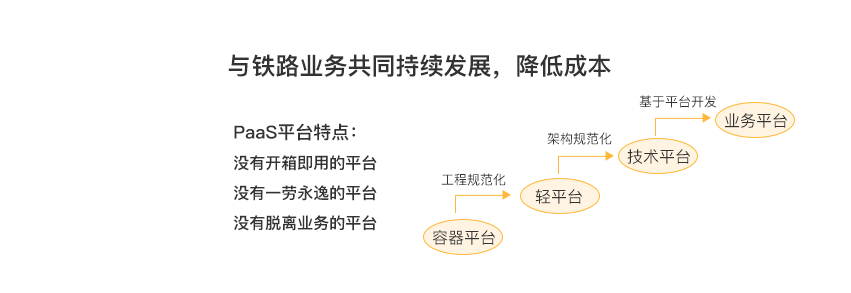 与铁路业务共同持续发展，降低成本
PaaS平台特点：
没有开箱即用的平台
没有一劳永逸的平台
没有脱离业务的平台
基于平台开发
业务平台
架构规范化
技术平台
工程规范化
轻平台
容器平台